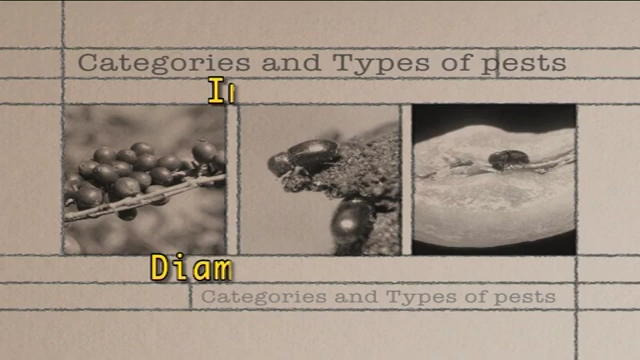 Categories and Types of pests
I
Diam
Categories and Types of pests